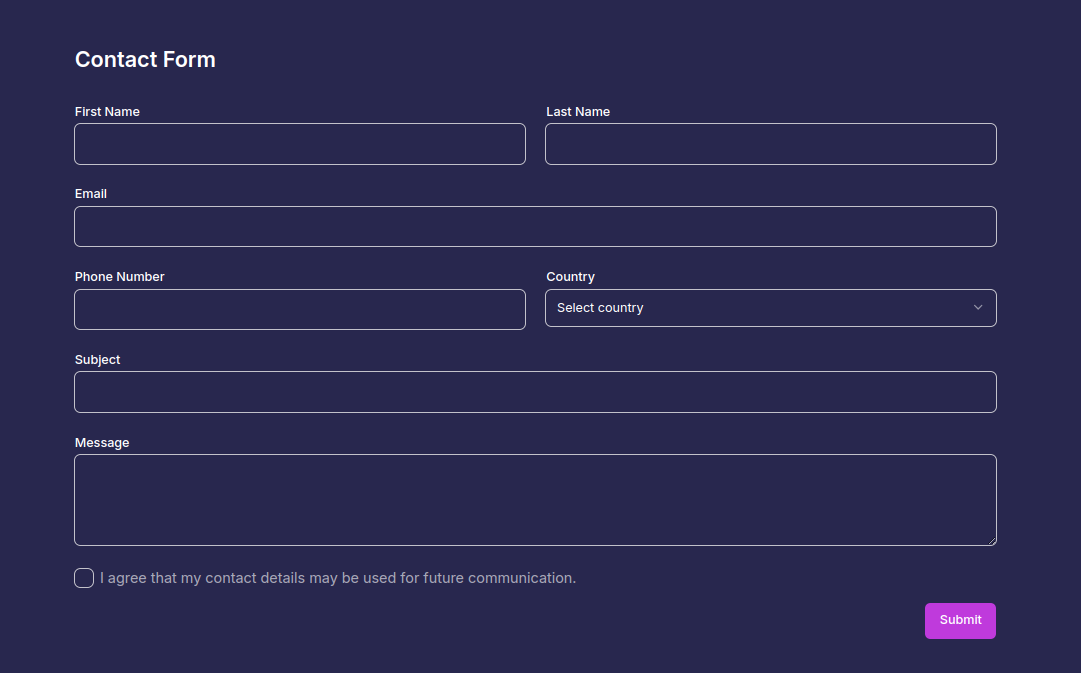 Contact Form
First Name
Last Name
Email
Phone Number
Country
Select country
Subject
Message
I agree that my contact details may be used for future communication.
Submit